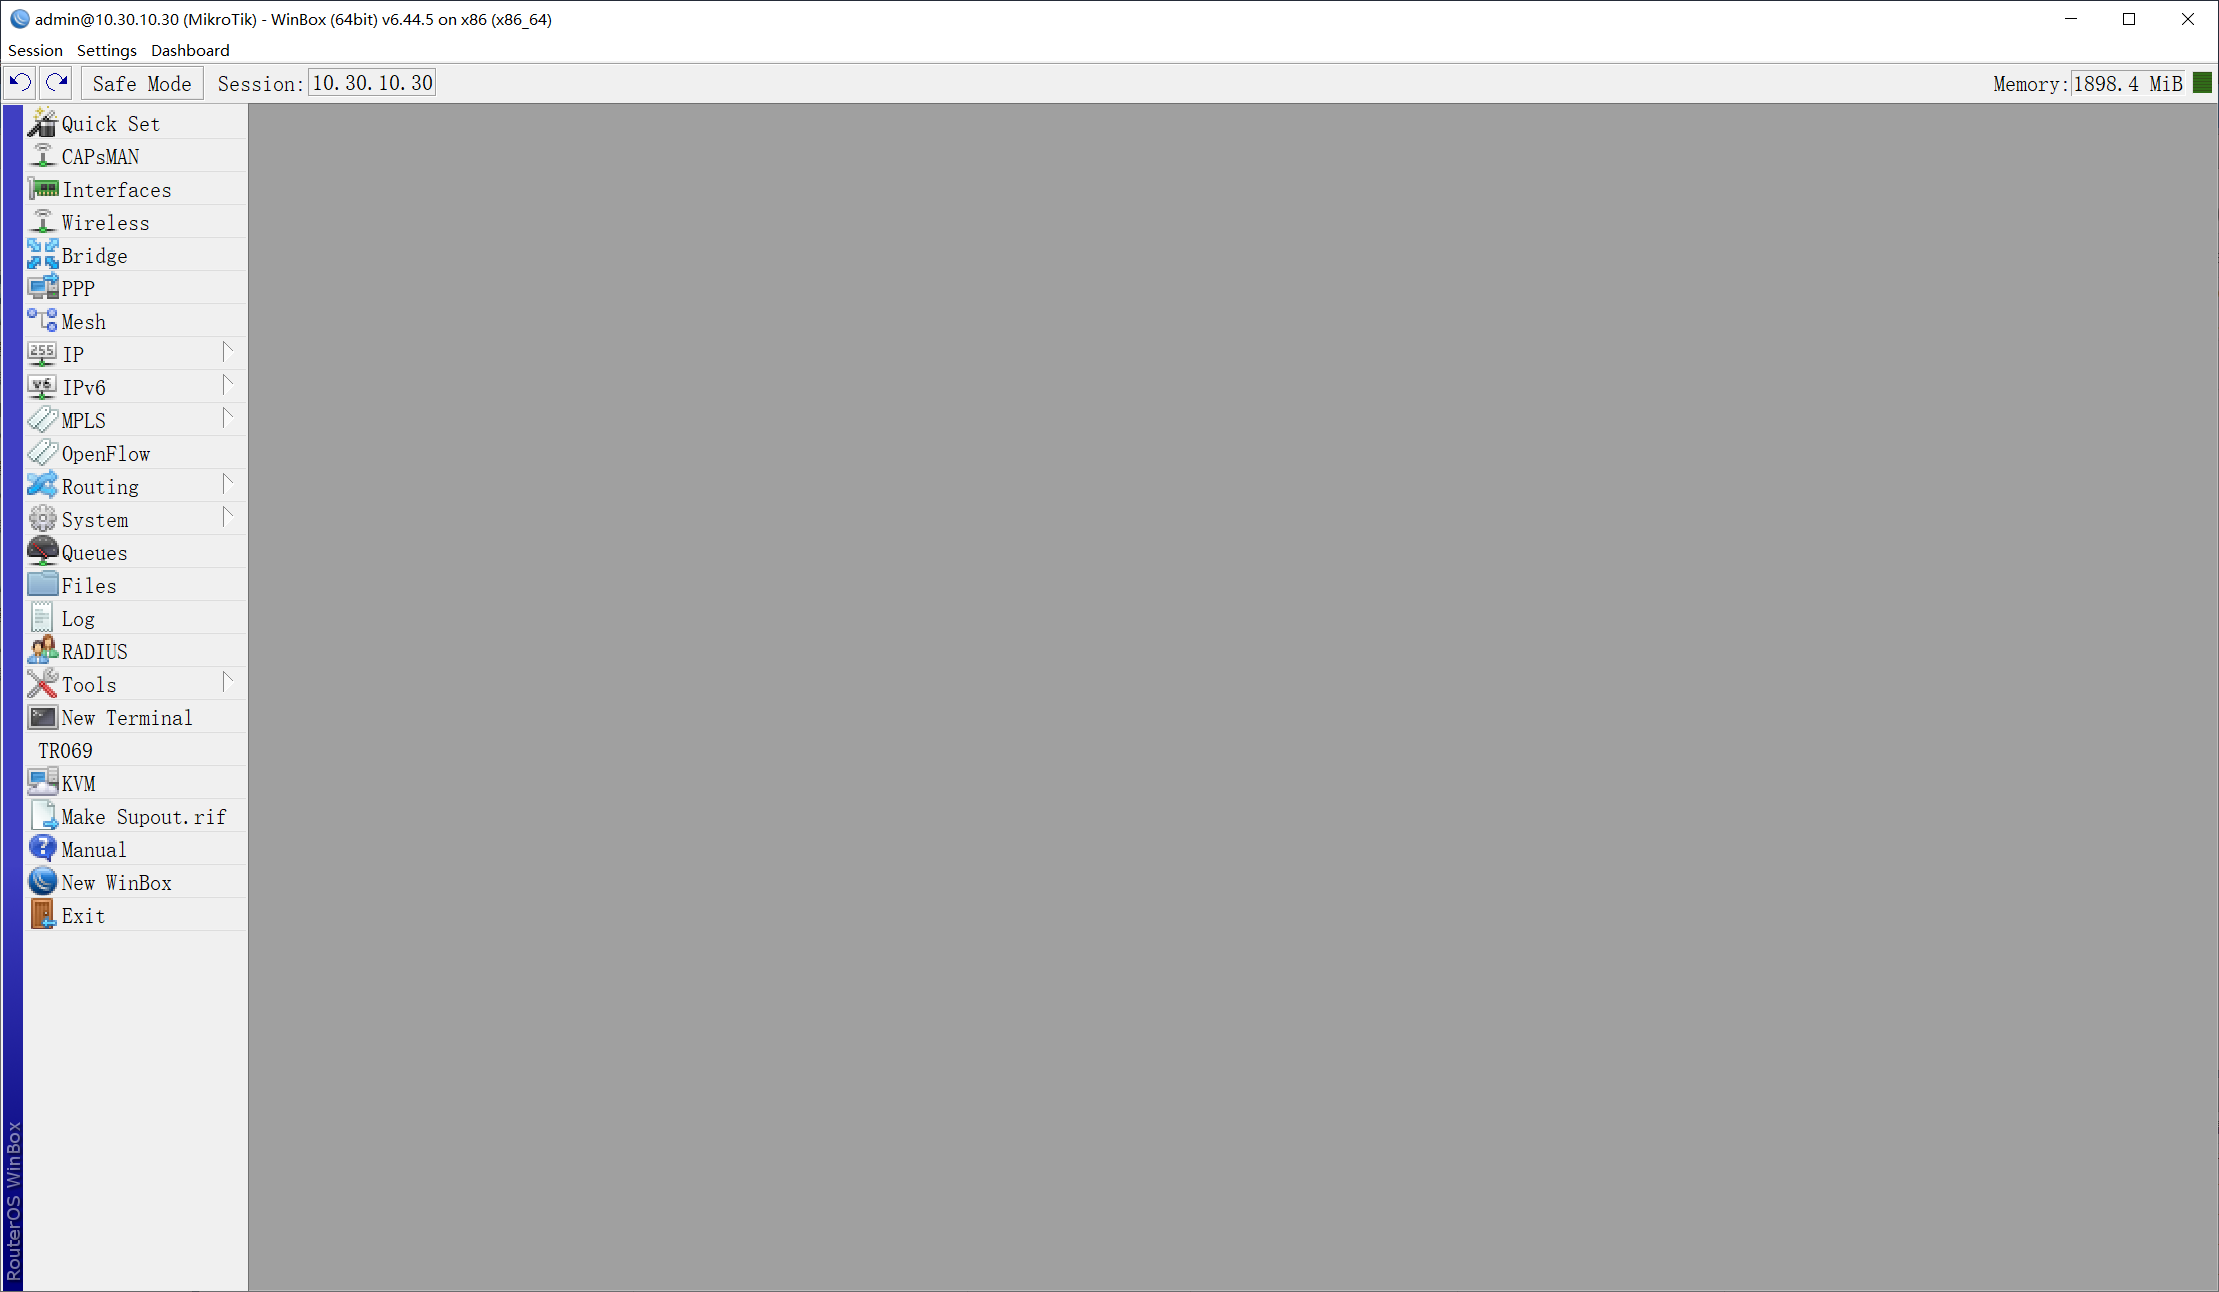 admin@10.30.10.30 (MikroTik) - WinBox (64bit) v6.44.5 on x86 (x86_64)
Session Settings Dashboard
Safe Mode Session: 10.30.10.30 Memory: 1898.4 MiB
Quick Set
CAPsMAN
Interfaces
Wireless
Bridge
PPP
Mesh
255 IP
v6 IPv6
MPLS
OpenFlow
Routing
System
Queues
Files
Log
RADIUS
Tools
New Terminal
TR069
KVM
Make Supout.rif
Manual
New WinBox
Exit
RouterOS WinBox